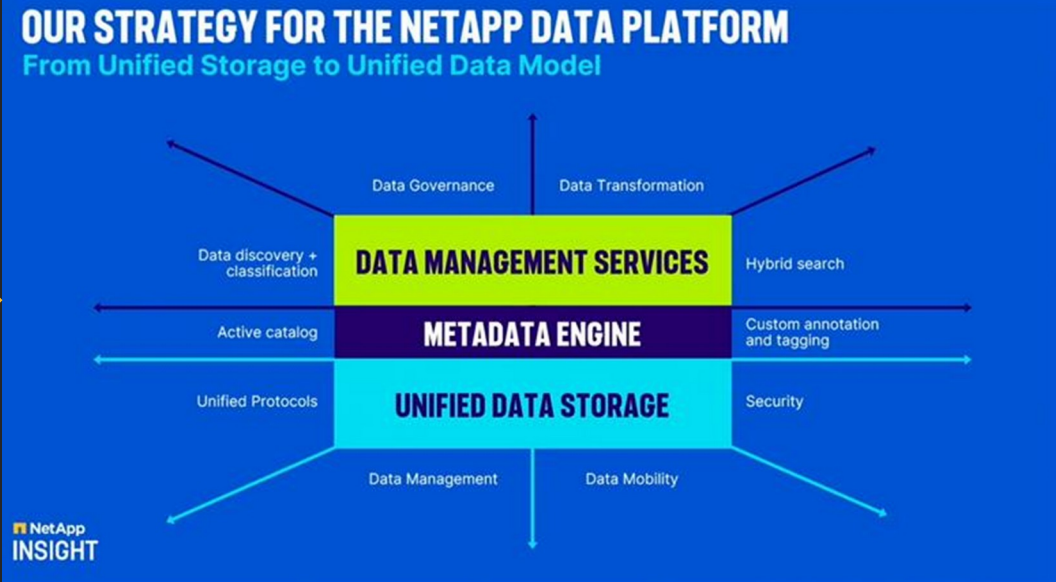 OUR STRATEGY FOR THE NETAPP DATA PLATFORM
From Unified Storage to Unified Data Model
Data Governance
Data Transformation
Data discovery +
classification
DATA MANAGEMENT SERVICES
Hybrid search
Active catalog
METADATA ENGINE
Custom annotation
and tagging
Unified Protocols
UNIFIED DATA STORAGE
Security
Data Management
Data Mobility
NetApp
INSIGHT